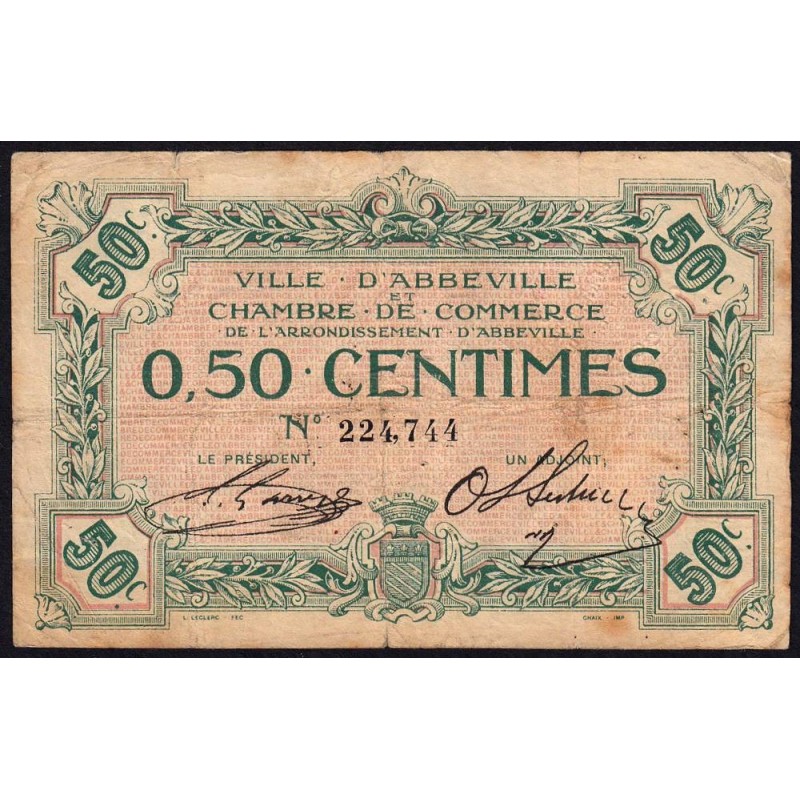 50c. 50c.
VILLE · D'ABBEVILLE
ET
CHAMBRE · DE · COMMERCE
· DE · L'ARRONDISSEMENT · D'ABBEVILLE ·
0,50 · CENTIMES
N° 224,744
LE PRÉSIDENT, UN ADJOINT,
50c. 50c.
L. LECLERC · FEC. CHAIX · IMP.